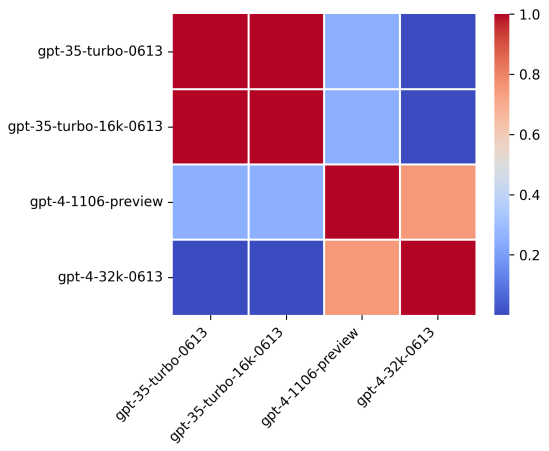 gpt-35-turbo-0613
gpt-35-turbo-16k-0613
gpt-4-1106-preview
gpt-4-32k-0613
gpt-35-turbo-0613
gpt-35-turbo-16k-0613
gpt-4-1106-preview
gpt-4-32k-0613
1.0
0.8
0.6
0.4
0.2